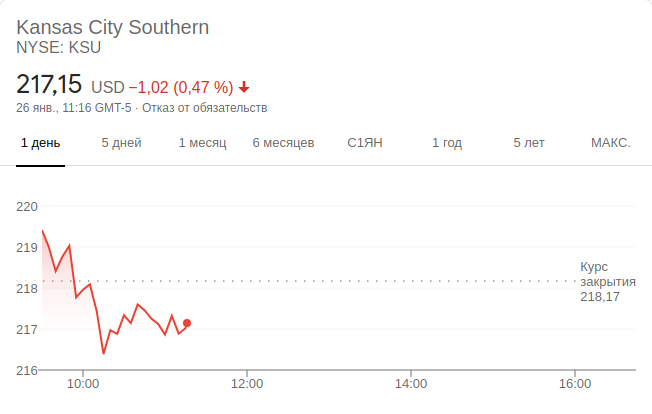 Kansas City Southern
NYSE: KSU
217,15 USD −1,02 (0,47 %)
26 янв., 11:16 GMT-5 · Отказ от обязательств
1 день 5 дней 1 месяц 6 месяцев С1ЯН 1 год 5 лет МАКС.
220
219
218
217
216
Курс
закрытия
218,17
10:00 12:00 14:00 16:00